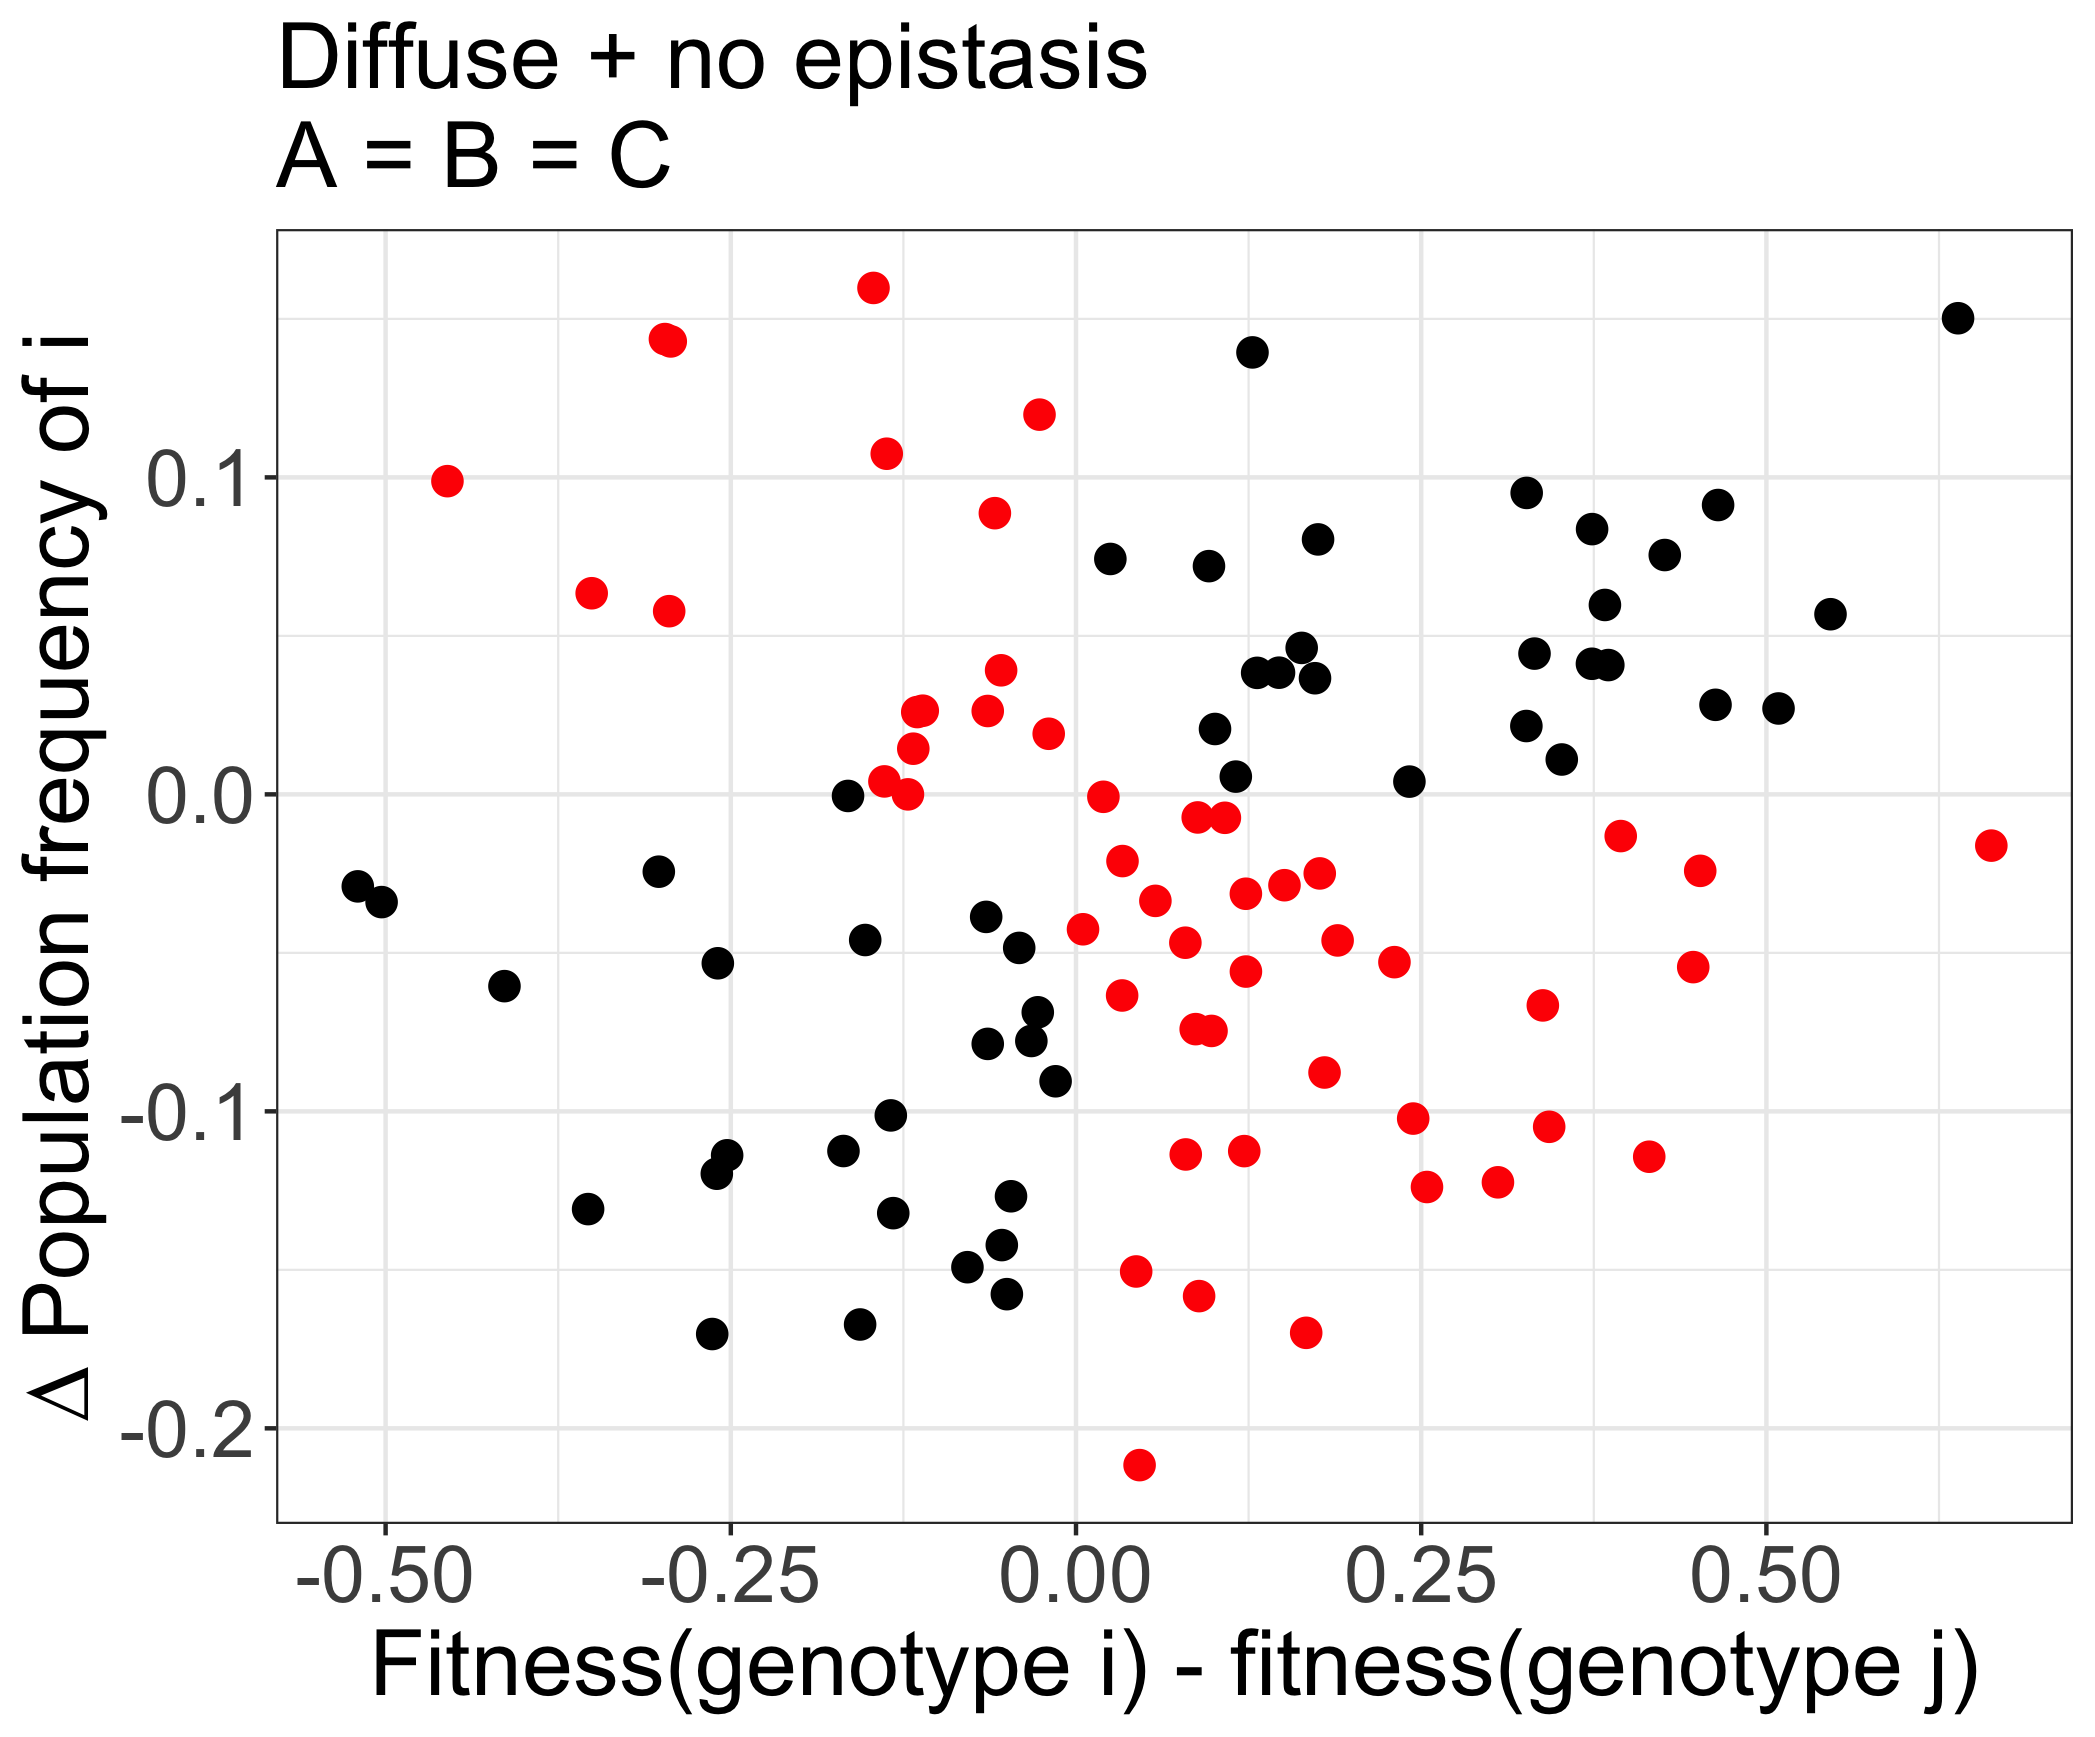 Diffuse + no epistasis
A = B = C
Δ Population frequency of i
0.1
0.0
-0.1
-0.2
-0.50
-0.25
0.00
0.25
0.50
Fitness(genotype i) - fitness(genotype j)